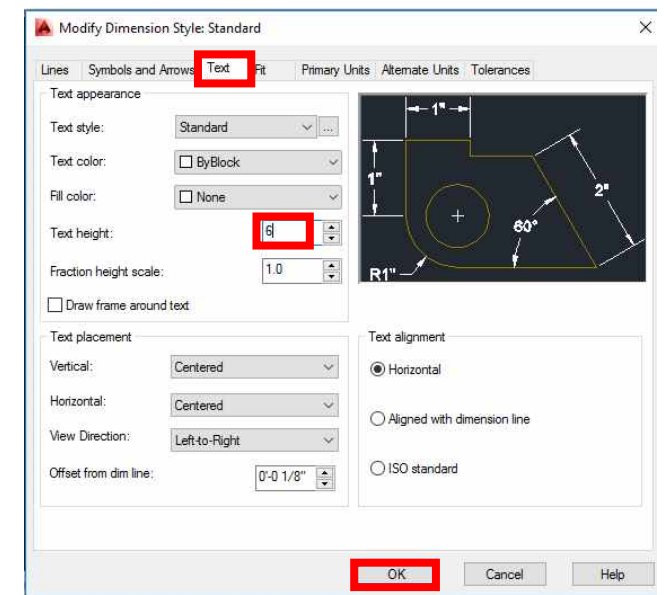 Modify Dimension Style: Standard
Lines Symbols and Arrows Text Fit Primary Units Alternate Units Tolerances
Text appearance
Text style: Standard ...
Text color: ByBlock
Fill color: None
Text height: 6
Fraction height scale: 1.0
Draw frame around text
1"
1"
2"
60°
R1"
Text placement
Vertical: Centered
Horizontal: Centered
View Direction: Left-to-Right
Offset from dim line: 0'-0 1/8"
Text alignment
Horizontal
Aligned with dimension line
ISO standard
OK Cancel Help